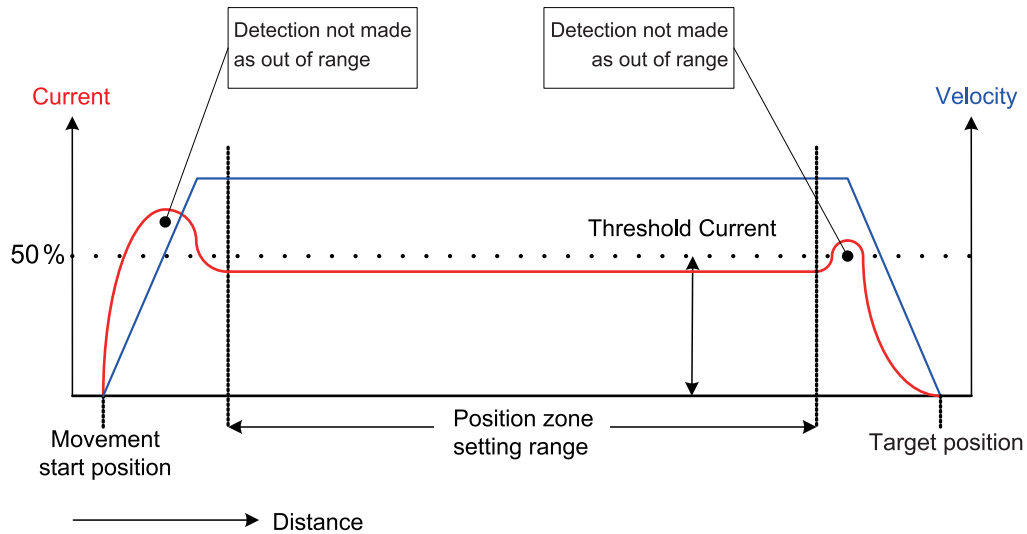 Detection not made
as out of range
Detection not made
as out of range
Current
Velocity
Threshold Current
50 %
Position zone
setting range
Movement
start position
Target position
Distance